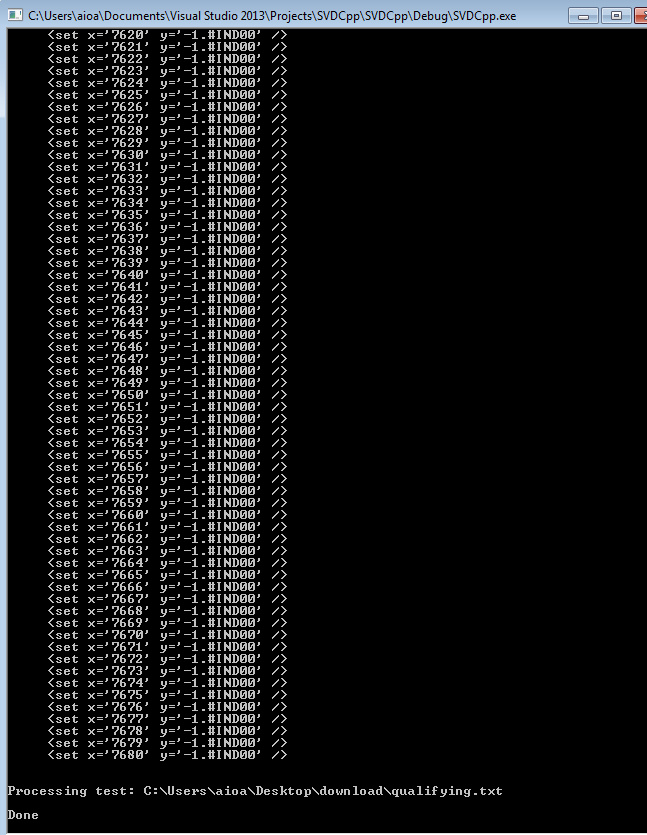 C:\Users\aioa\Documents\Visual Studio 2013\Projects\SVDCpp\SVDCpp\Debug\SVDCpp.exe
<set x='7620' y='-1.#IND00' />
<set x='7621' y='-1.#IND00' />
<set x='7622' y='-1.#IND00' />
<set x='7623' y='-1.#IND00' />
<set x='7624' y='-1.#IND00' />
<set x='7625' y='-1.#IND00' />
<set x='7626' y='-1.#IND00' />
<set x='7627' y='-1.#IND00' />
<set x='7628' y='-1.#IND00' />
<set x='7629' y='-1.#IND00' />
<set x='7630' y='-1.#IND00' />
<set x='7631' y='-1.#IND00' />
<set x='7632' y='-1.#IND00' />
<set x='7633' y='-1.#IND00' />
<set x='7634' y='-1.#IND00' />
<set x='7635' y='-1.#IND00' />
<set x='7636' y='-1.#IND00' />
<set x='7637' y='-1.#IND00' />
<set x='7638' y='-1.#IND00' />
<set x='7639' y='-1.#IND00' />
<set x='7640' y='-1.#IND00' />
<set x='7641' y='-1.#IND00' />
<set x='7642' y='-1.#IND00' />
<set x='7643' y='-1.#IND00' />
<set x='7644' y='-1.#IND00' />
<set x='7645' y='-1.#IND00' />
<set x='7646' y='-1.#IND00' />
<set x='7647' y='-1.#IND00' />
<set x='7648' y='-1.#IND00' />
<set x='7649' y='-1.#IND00' />
<set x='7650' y='-1.#IND00' />
<set x='7651' y='-1.#IND00' />
<set x='7652' y='-1.#IND00' />
<set x='7653' y='-1.#IND00' />
<set x='7654' y='-1.#IND00' />
<set x='7655' y='-1.#IND00' />
<set x='7656' y='-1.#IND00' />
<set x='7657' y='-1.#IND00' />
<set x='7658' y='-1.#IND00' />
<set x='7659' y='-1.#IND00' />
<set x='7660' y='-1.#IND00' />
<set x='7661' y='-1.#IND00' />
<set x='7662' y='-1.#IND00' />
<set x='7663' y='-1.#IND00' />
<set x='7664' y='-1.#IND00' />
<set x='7665' y='-1.#IND00' />
<set x='7666' y='-1.#IND00' />
<set x='7667' y='-1.#IND00' />
<set x='7668' y='-1.#IND00' />
<set x='7669' y='-1.#IND00' />
<set x='7670' y='-1.#IND00' />
<set x='7671' y='-1.#IND00' />
<set x='7672' y='-1.#IND00' />
<set x='7673' y='-1.#IND00' />
<set x='7674' y='-1.#IND00' />
<set x='7675' y='-1.#IND00' />
<set x='7676' y='-1.#IND00' />
<set x='7677' y='-1.#IND00' />
<set x='7678' y='-1.#IND00' />
<set x='7679' y='-1.#IND00' />
<set x='7680' y='-1.#IND00' />
Processing test: C:\Users\aioa\Desktop\download\qualifying.txt
Done